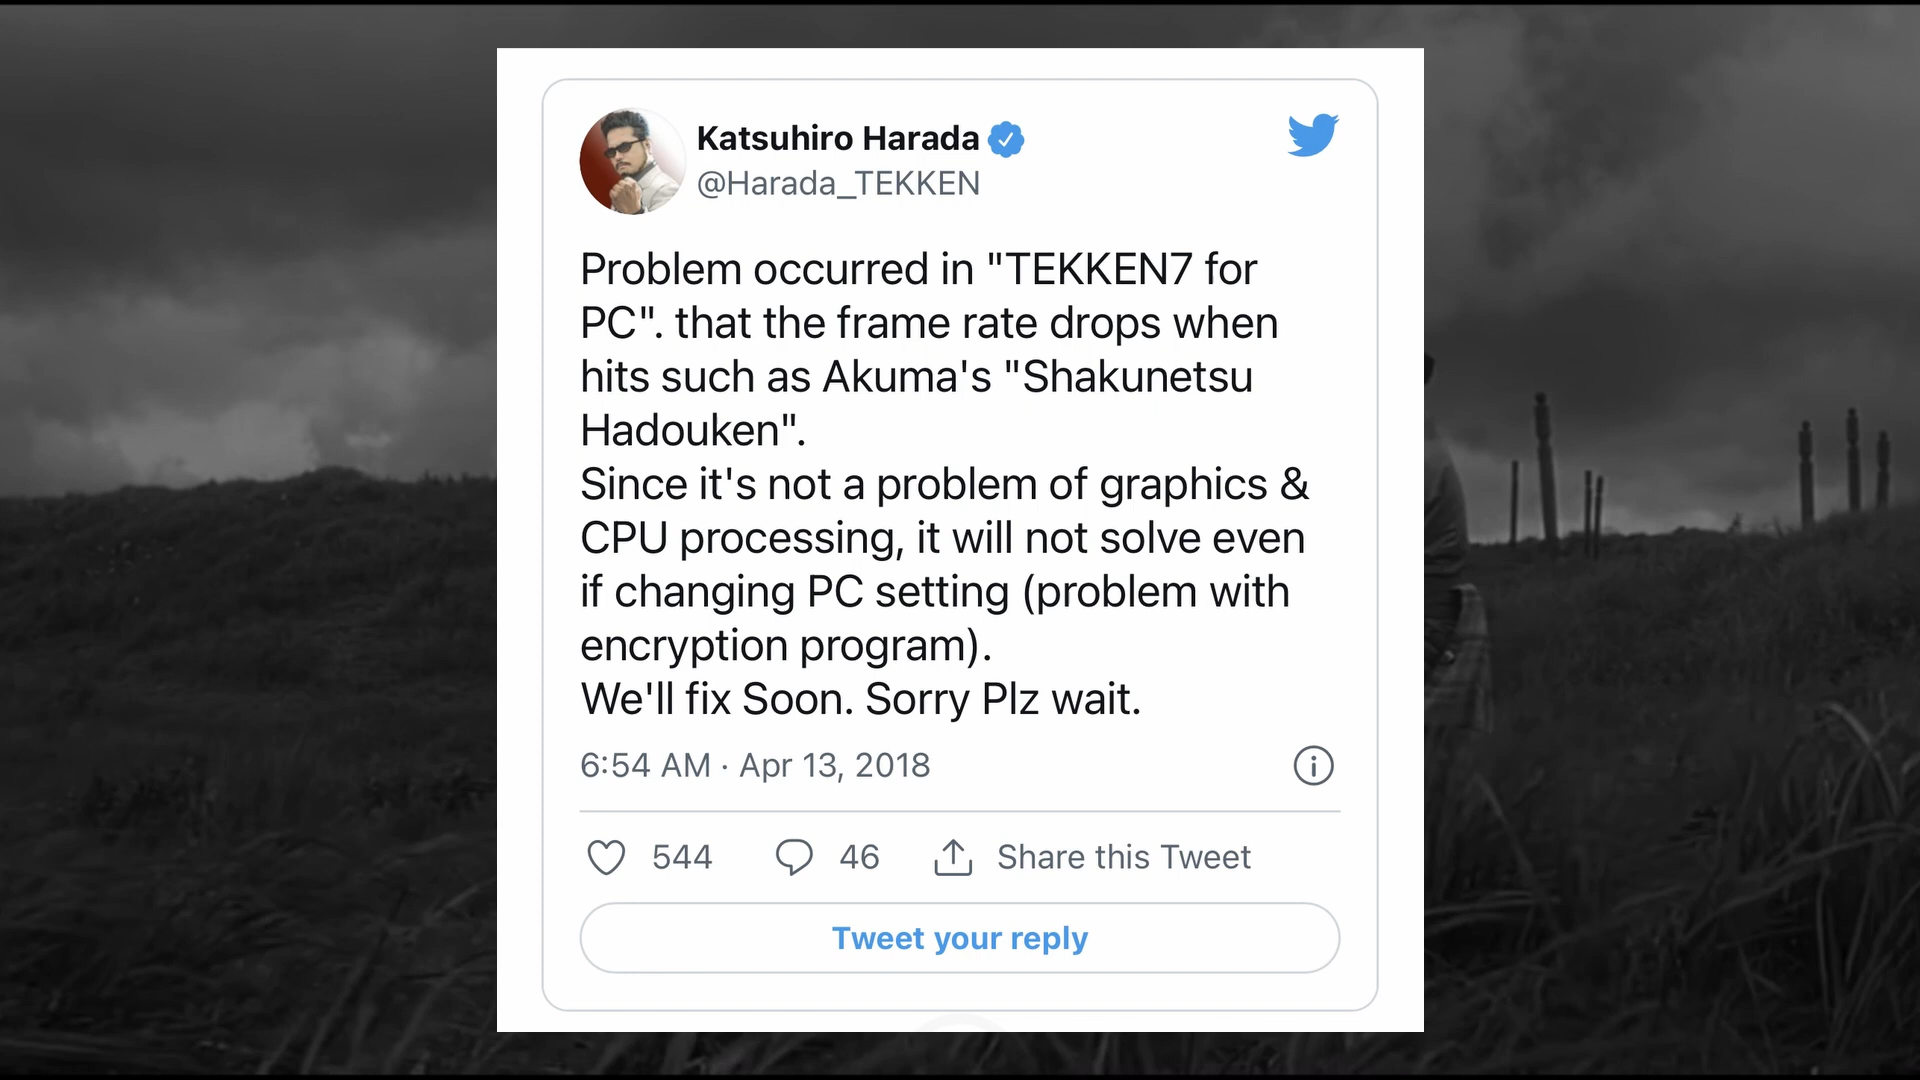 Katsuhiro Harada
@Harada_TEKKEN
Problem occurred in "TEKKEN7 for
PC". that the frame rate drops when
hits such as Akuma's "Shakunetsu
Hadouken".
Since it's not a problem of graphics &
CPU processing, it will not solve even
if changing PC setting (problem with
encryption program).
We'll fix Soon. Sorry Plz wait.
6:54 AM · Apr 13, 2018
544 46 Share this Tweet
Tweet your reply